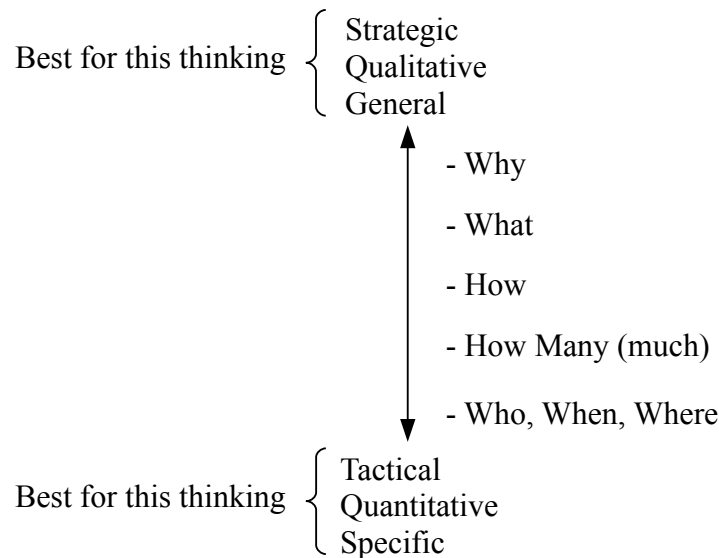 Strategic
Best for this thinking
Qualitative
General
- Why
- What
- How
- How Many (much)
- Who, When, Where
Tactical
Best for this thinking
Quantitative
Specific